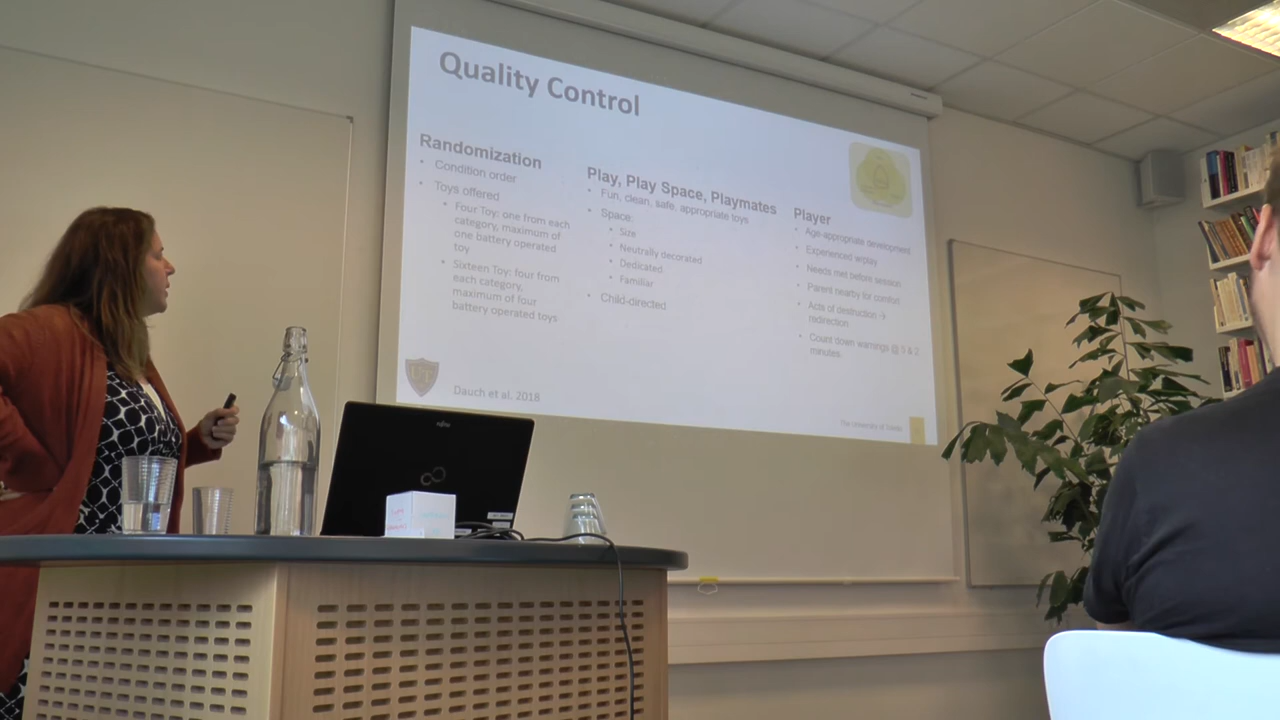 Quality Control
Randomization
Condition order
Toys offered
Four Toy: one from each
category, maximum of
one battery operated
toy
Sixteen Toy: four from
each category,
maximum of four
battery operated toys
Play, Play Space, Playmates
Fun, clean, safe, appropriate toys
Space:
Size
Neutrally decorated
Dedicated
Familiar
Child-directed
Player
Age-appropriate development
Experienced w/play
Needs met before session
Parent nearby for comfort
Acts of destruction →
redirection
Count down warnings @ 5 & 2
minutes
UT
Dauch et al. 2018
The University of Toledo
FUJITSU